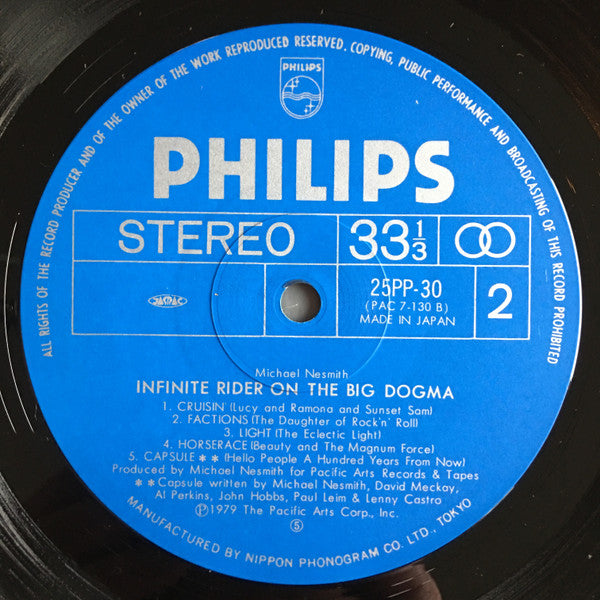 ALL RIGHTS OF THE RECORD PRODUCER AND OF THE OWNER OF THE WORK REPRODUCED RESERVED. COPYING, PUBLIC PERFORMANCE AND BROADCASTING OF THIS RECORD PROHIBITED
PHILIPS
PHILIPS
STEREO 33 1/3
25PP-30
(PAC 7-130 B)
MADE IN JAPAN
2
JASRAC
Michael Nesmith
INFINITE RIDER ON THE BIG DOGMA
1. CRUISIN' (Lucy and Ramona and Sunset Sam)
2. FACTIONS (The Daughter of Rock'n' Roll)
3. LIGHT (The Eclectic Light)
4. HORSERACE (Beauty and The Magnum Force)
5. CAPSULE ** (Hello People A Hundred Years From Now)
Produced by Michael Nesmith for Pacific Arts Records & Tapes
**Capsule written by Michael Nesmith, David Meckay,
Al Perkins, John Hobbs, Paul Leim & Lenny Castro
Ⓟ1979 The Pacific Arts Corp., Inc.
⑤
MANUFACTURED BY NIPPON PHONOGRAM CO. LTD., TOKYO